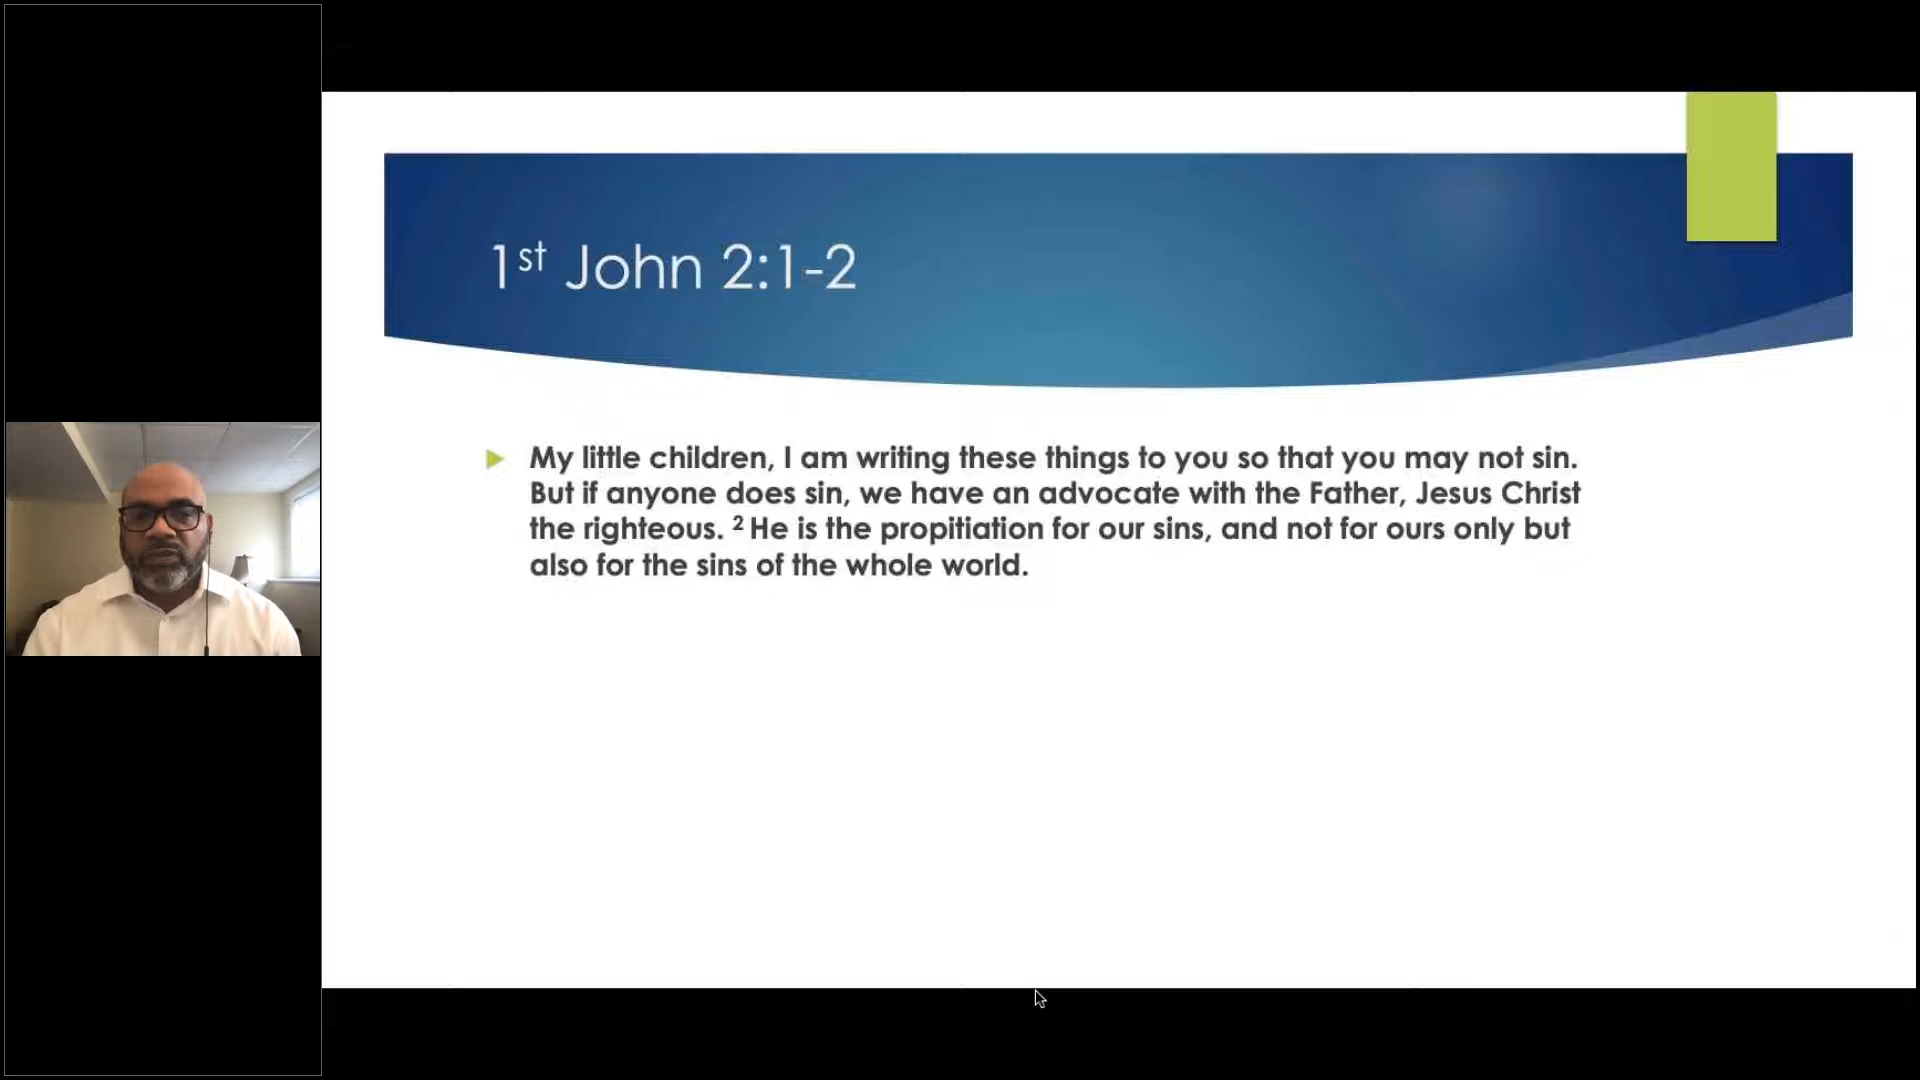 1st John 2:1-2
My little children, I am writing these things to you so that you may not sin.
But if anyone does sin, we have an advocate with the Father, Jesus Christ
the righteous. 2 He is the propitiation for our sins, and not for ours only but
also for the sins of the whole world.